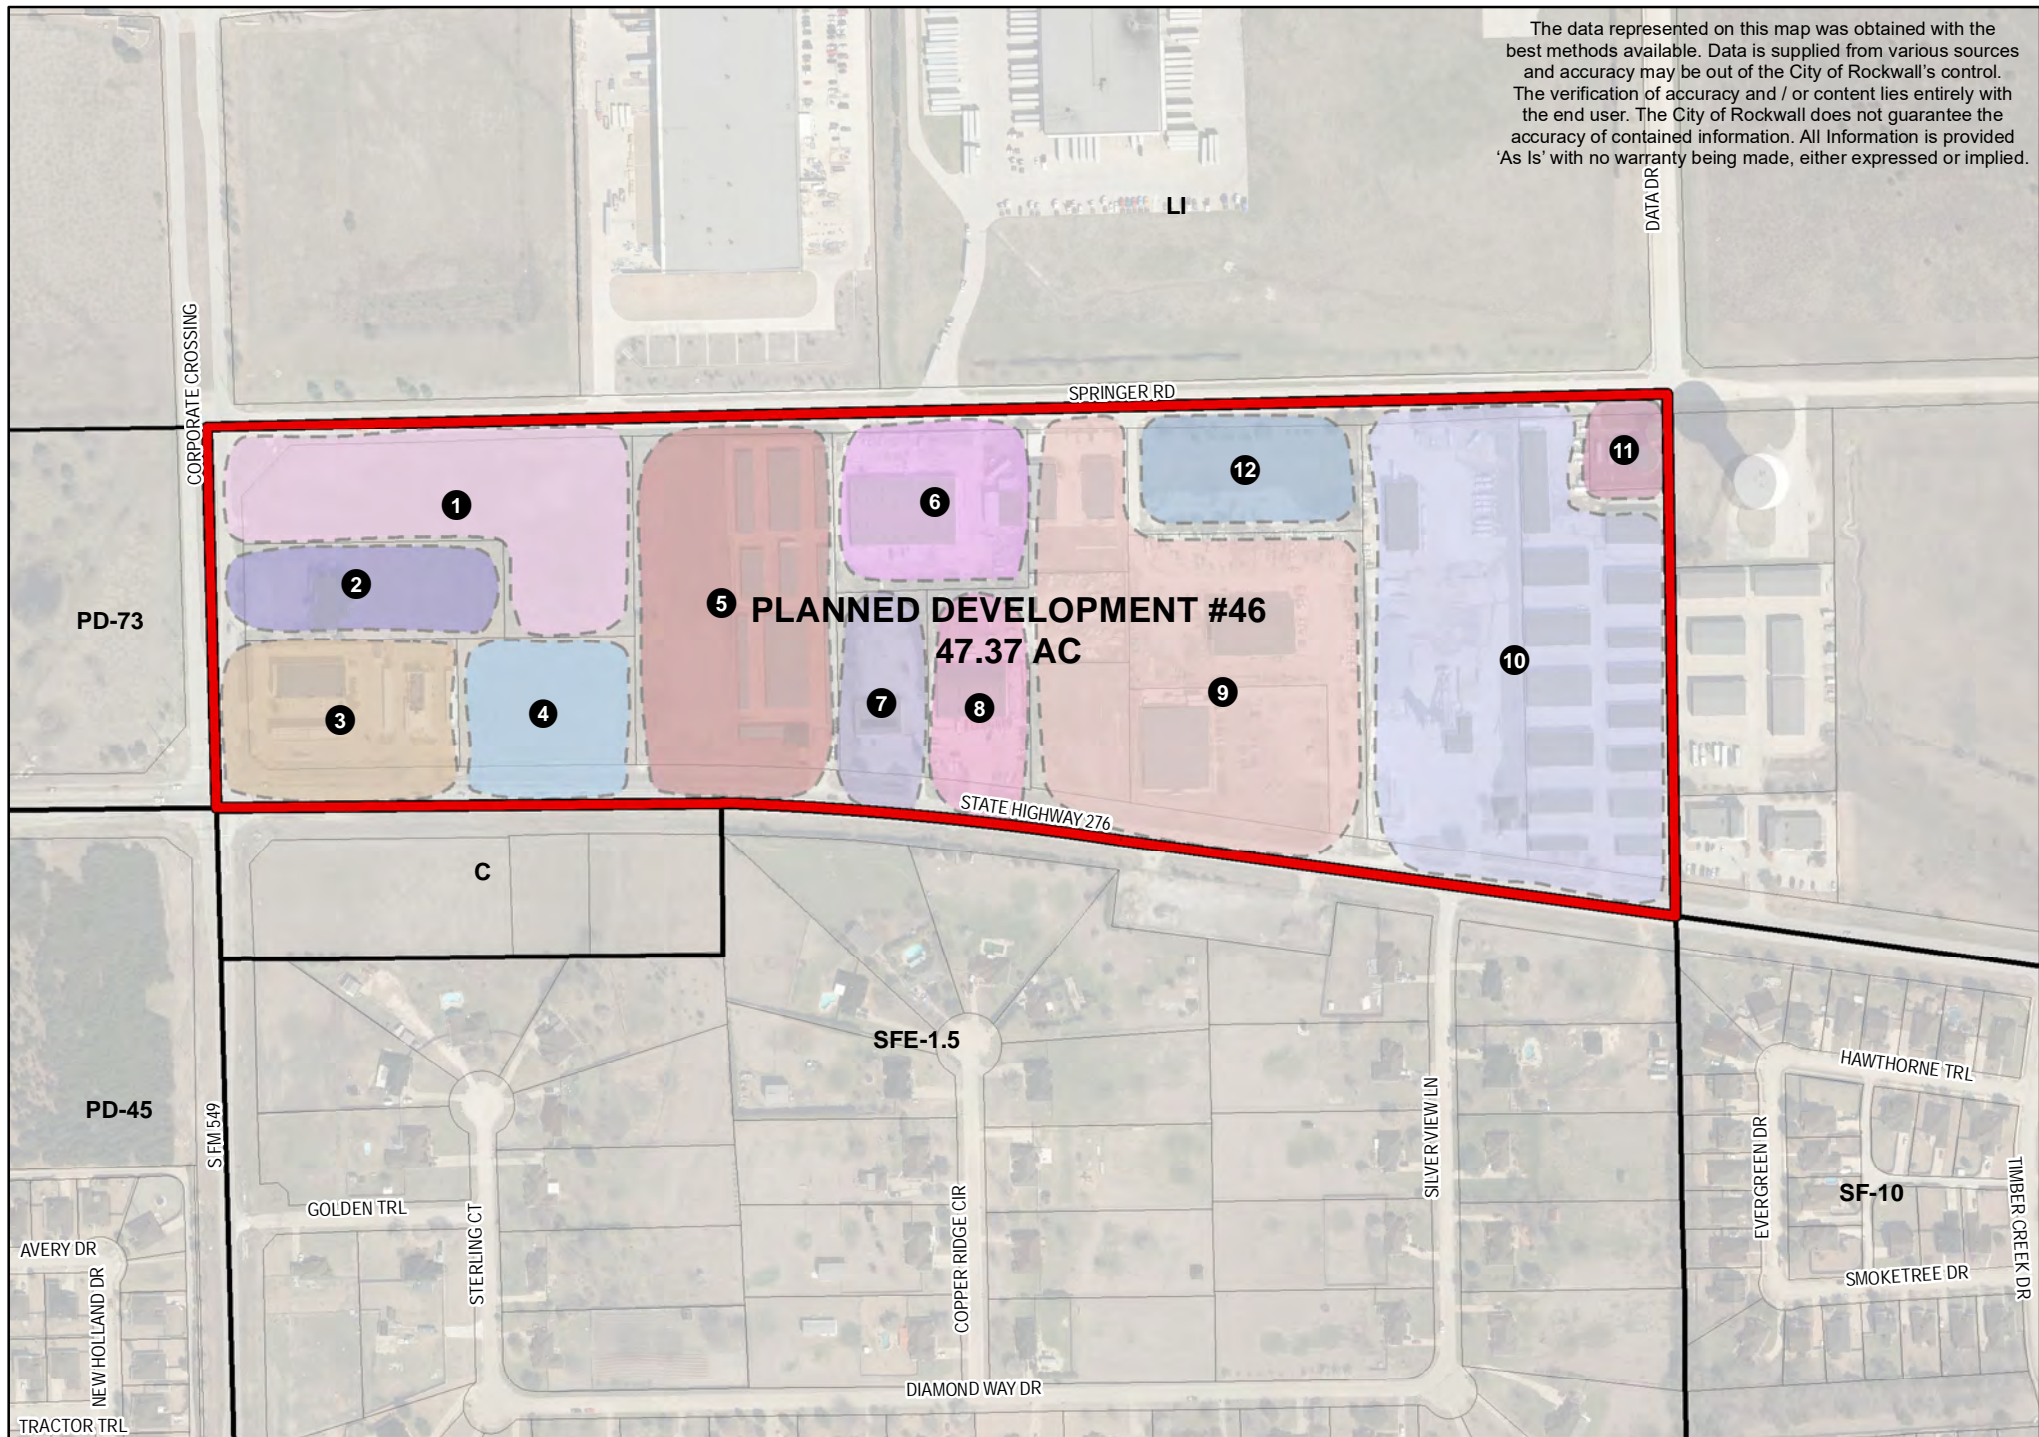 The data represented on this map was obtained with the
best methods available. Data is supplied from various sources
and accuracy may be out of the City of Rockwall's control.
The verification of accuracy and / or content lies entirely with
the end user. The City of Rockwall does not guarantee the
accuracy of contained information. All Information is provided
‘As Is’ with no warranty being made, either expressed or implied.
LI
DATA DR
CORPORATE CROSSING
SPRINGER RD
11
12
1
6
2
5
PLANNED DEVELOPMENT #46
47.37 AC
PD-73
10
9
7
8
3
4
STATE HIGHWAY 276
C
SFE-1.5
HAWTHORNE TRL
PD-45
S FM 549
SILVER VIEW LN
EVERGREEN DR
SF-10
TIMBER CREEK DR
GOLDEN TRL
STERLING CT
COPPER RIDGE CIR
AVERY DR
NEW HOLLAND DR
SMOKETREE DR
DIAMOND WAY DR
TRACTOR TRL